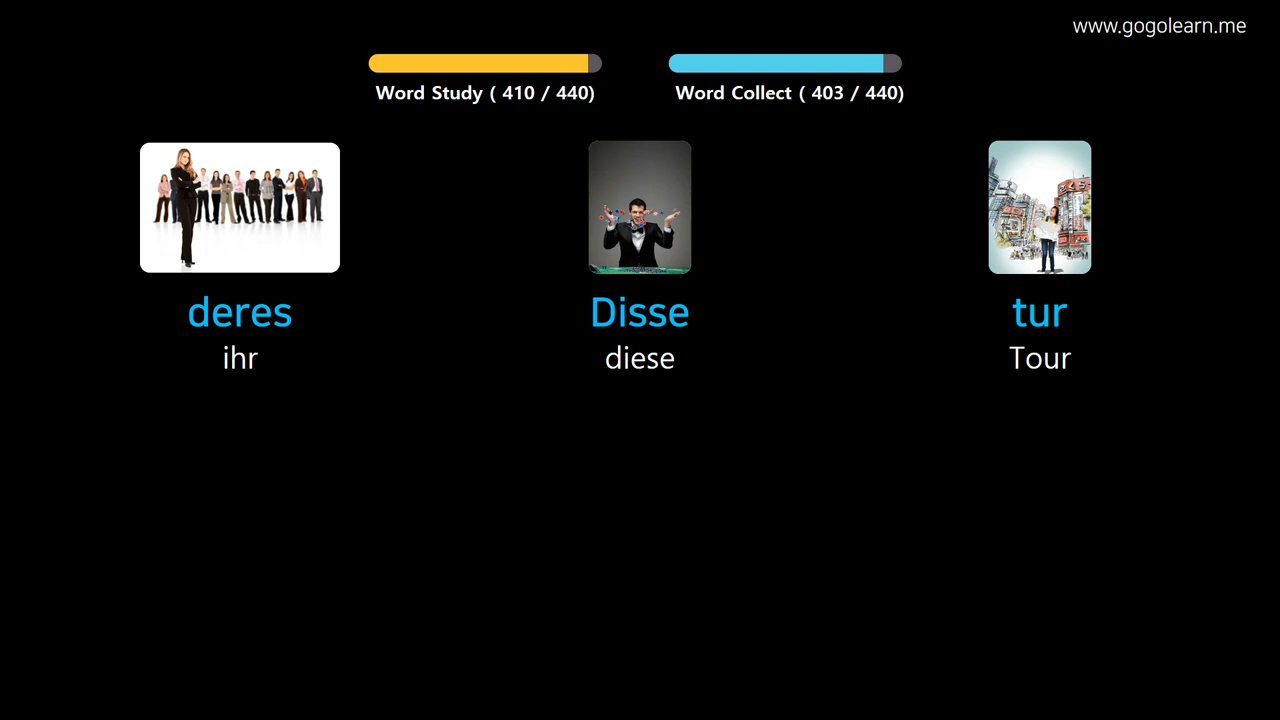 www.gogolearn.me
Word Study ( 410 / 440)
Word Collect ( 403 / 440)
deres
Disse
tur
ihr
diese
Tour